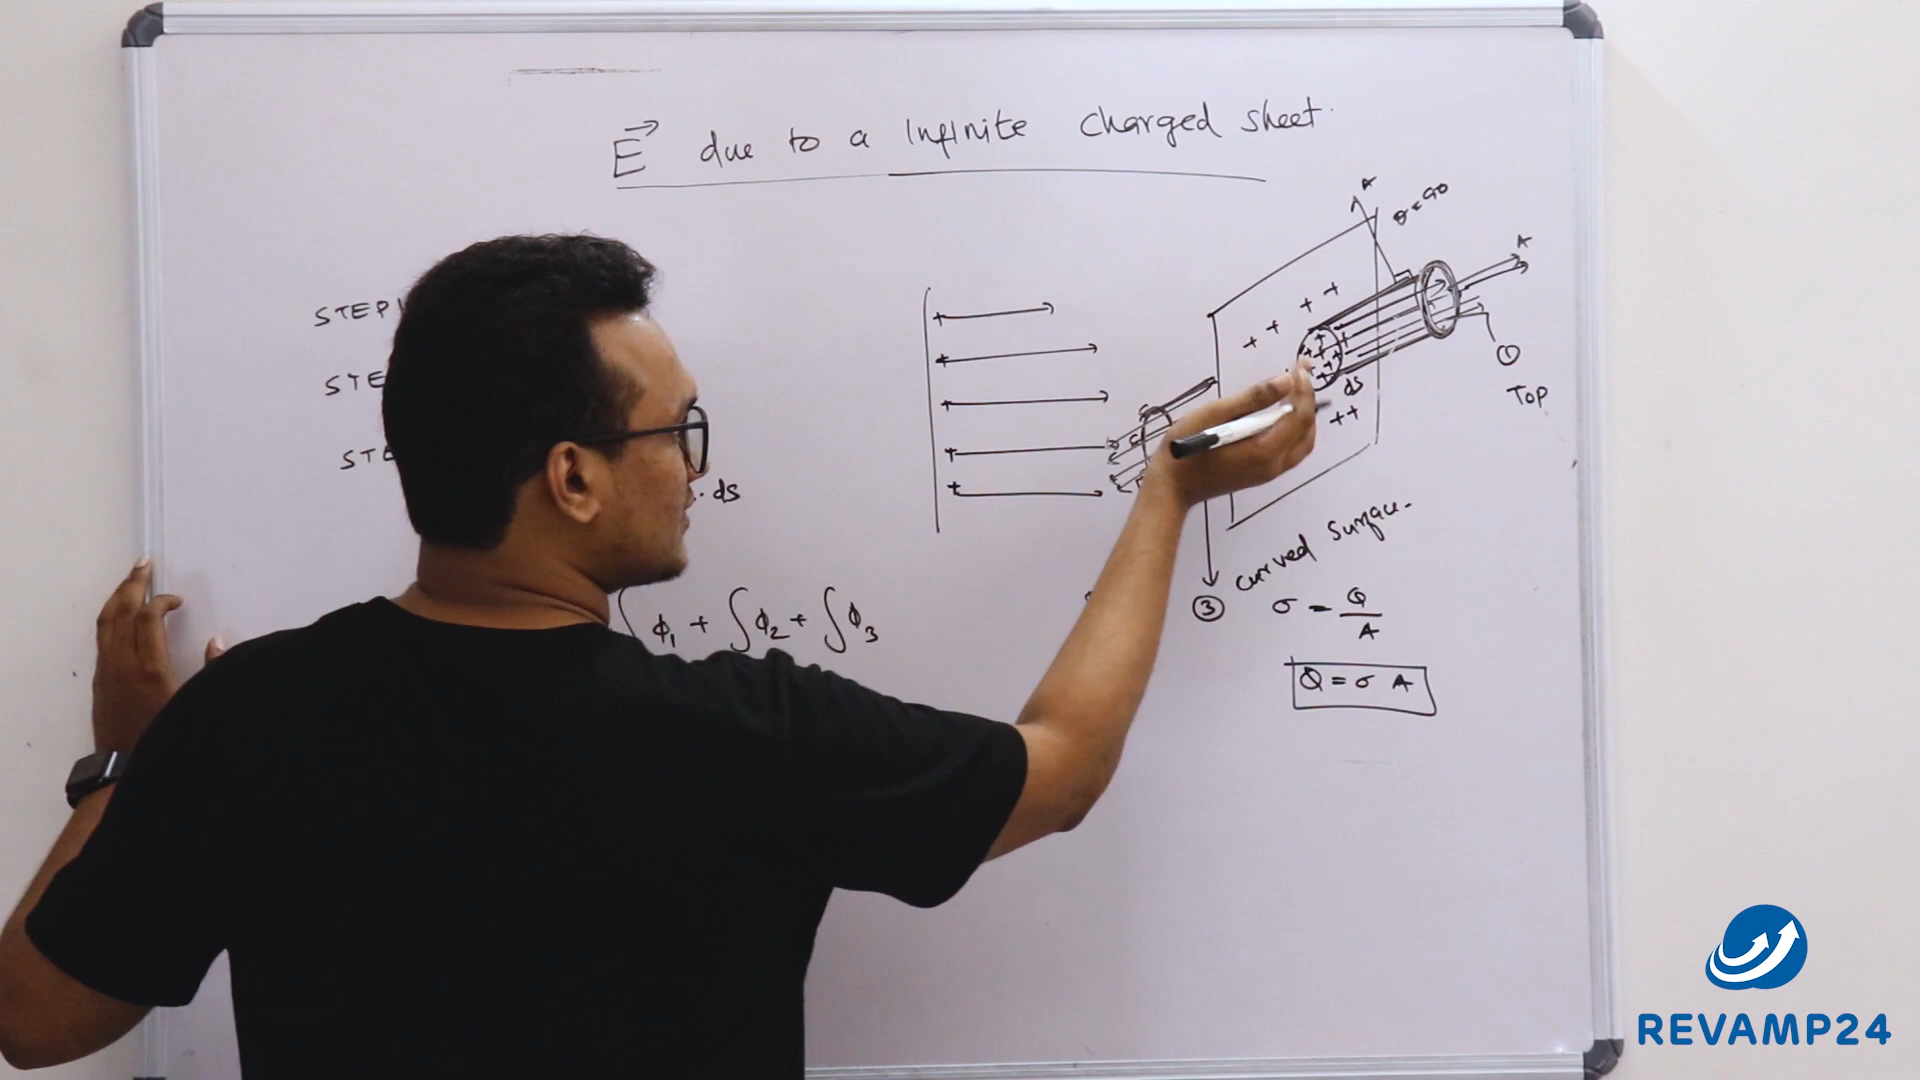 E due to a Infinite charged sheet.
A
θ = 90
A
STEP
+ + + +
STE
+ + + + +
1
TOP
ds
+ +
STE
. ds
Curved Surface.
3
σ = Q
A
∫ϕ1 + ∫ϕ2 + ∫ϕ3
Q = σ A
REVAMP24